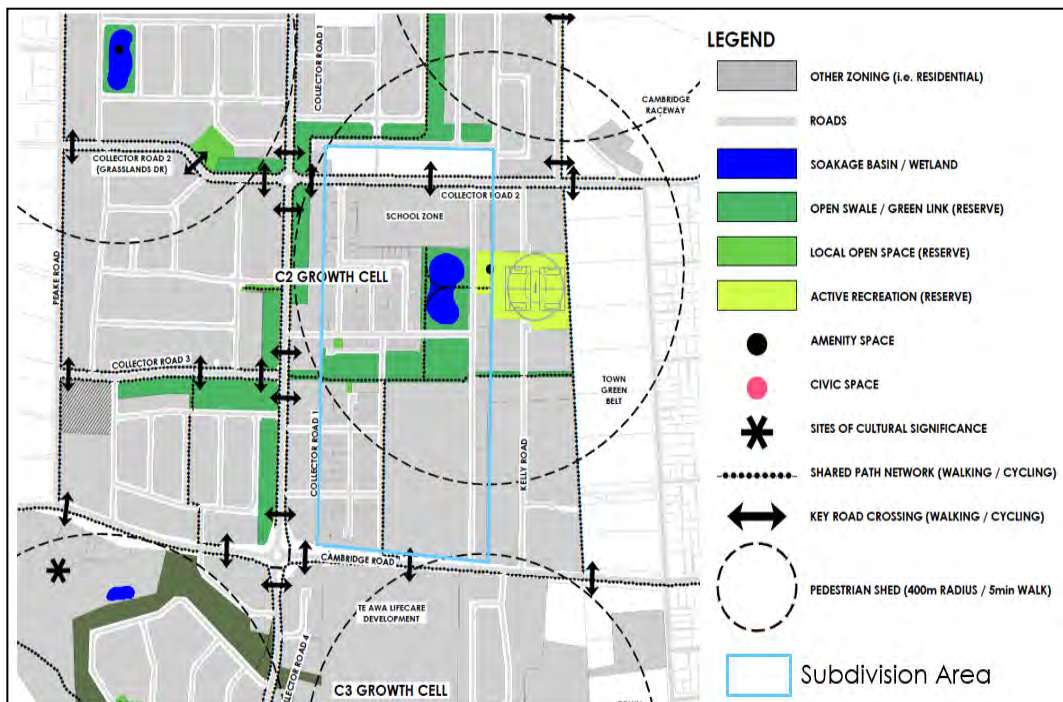 COLLECTOR ROAD 1
CAMBRIDGE
RACEWAY
COLLECTOR ROAD 2
(GRASSLANDS DR)
COLLECTOR ROAD 2
SCHOOL ZONE
PEAKE ROAD
C2 GROWTH CELL
COLLECTOR ROAD 3
TOWN
GREEN
BELT
COLLECTOR ROAD 1
KELLY ROAD
CAMBRIDGE ROAD
TE AWA LIFECARE
DEVELOPMENT
COLLECTOR ROAD 4
C3 GROWTH CELL
LEGEND
OTHER ZONING (i.e. RESIDENTIAL)
ROADS
SOAKAGE BASIN / WETLAND
OPEN SWALE / GREEN LINK (RESERVE)
LOCAL OPEN SPACE (RESERVE)
ACTIVE RECREATION (RESERVE)
AMENITY SPACE
CIVIC SPACE
SITES OF CULTURAL SIGNIFICANCE
SHARED PATH NETWORK (WALKING / CYCLING)
KEY ROAD CROSSING (WALKING / CYCLING)
PEDESTRIAN SHED (400m RADIUS / 5min WALK)
Subdivision Area